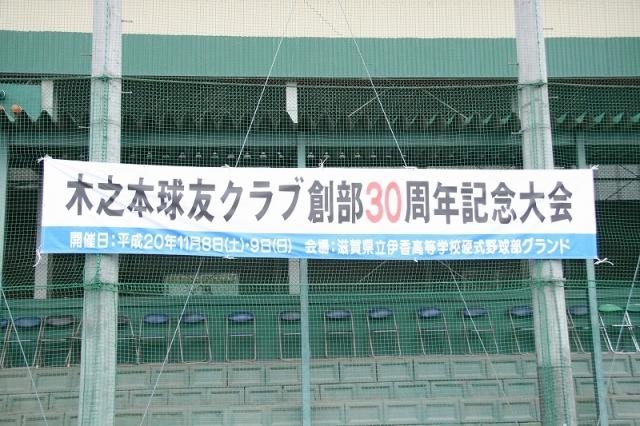 木之本球友クラブ創部30周年記念大会
開催日：平成20年11月8日(土)・9日(日) 会場：滋賀県立伊香高等学校硬式野球部グランド